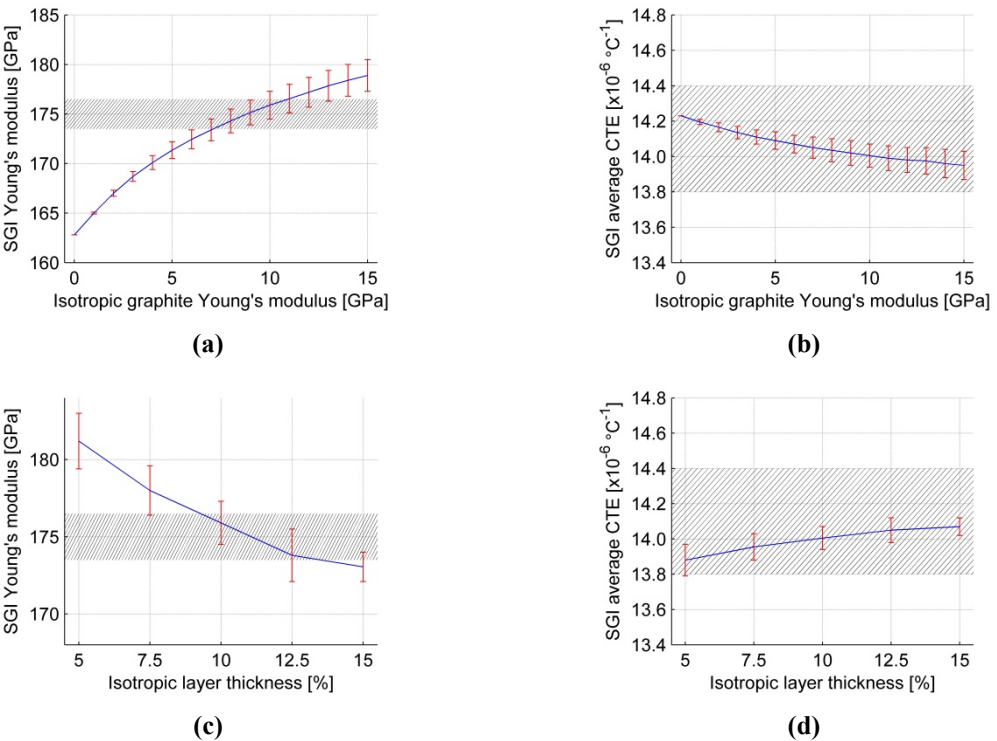 185
180
175
170
165
160
SGI Young's modulus [GPa]
0 5 10 15
Isotropic graphite Young's modulus [GPa]
(a)
14.8
14.6
14.4
14.2
14.0
13.8
13.6
13.4
SGI average CTE [x10⁻⁶ °C⁻¹]
0 5 10 15
Isotropic graphite Young's modulus [GPa]
(b)
180
175
170
SGI Young's modulus [GPa]
5 7.5 10 12.5 15
Isotropic layer thickness [%]
(c)
14.8
14.6
14.4
14.2
14.0
13.8
13.6
13.4
SGI average CTE [x10⁻⁶ °C⁻¹]
5 7.5 10 12.5 15
Isotropic layer thickness [%]
(d)